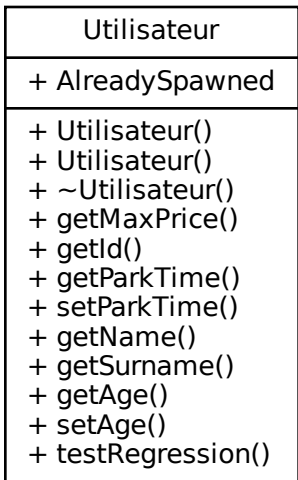 Utilisateur
+ AlreadySpawned
+ Utilisateur()
+ Utilisateur()
+ ~Utilisateur()
+ getMaxPrice()
+ getId()
+ getParkTime()
+ setParkTime()
+ getName()
+ getSurname()
+ getAge()
+ setAge()
+ testRegression()